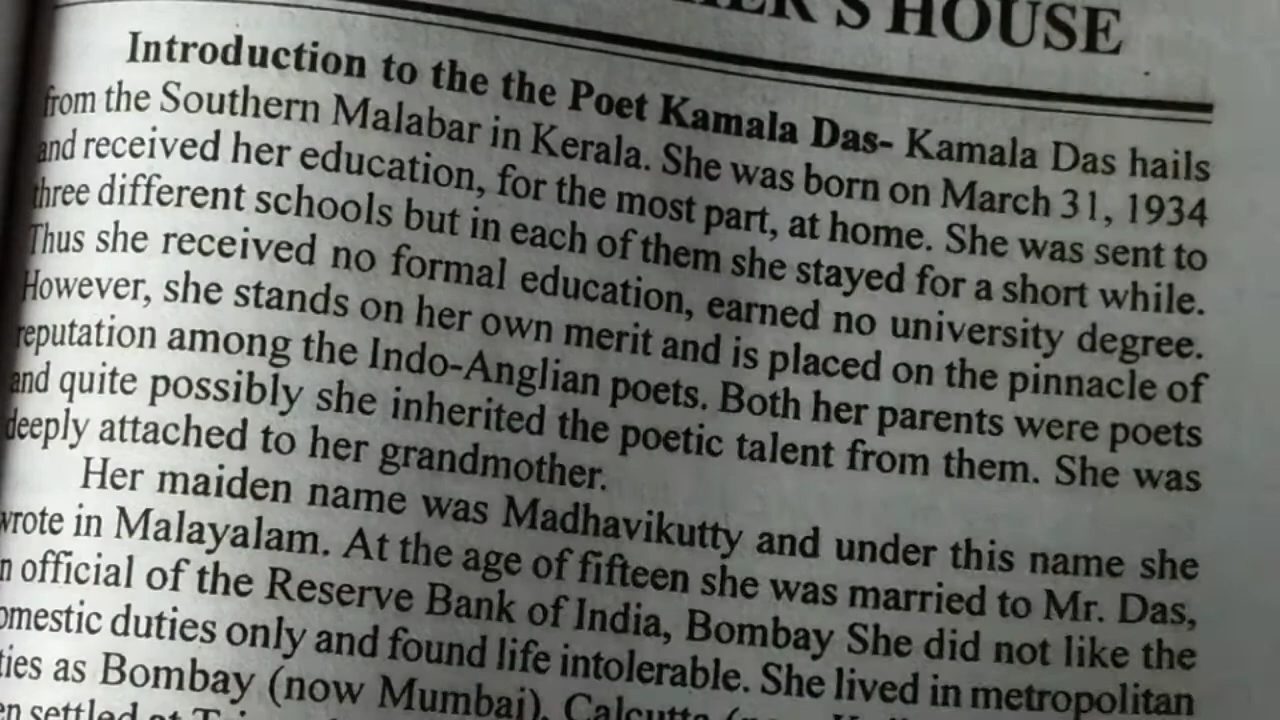 'S HOUSE
Introduction to the the Poet Kamala Das- Kamala Das hails
from the Southern Malabar in Kerala. She was born on March 31, 1934
and received her education, for the most part, at home. She was sent to
three different schools but in each of them she stayed for a short while.
Thus she received no formal education, earned no university degree.
However, she stands on her own merit and is placed on the pinnacle of
reputation among the Indo-Anglian poets. Both her parents were poets
and quite possibly she inherited the poetic talent from them. She was
deeply attached to her grandmother.
Her maiden name was Madhavikutty and under this name she
wrote in Malayalam. At the age of fifteen she was married to Mr. Das,
n official of the Reserve Bank of India, Bombay She did not like the
omestic duties only and found life intolerable. She lived in metropolitan
ties as Bombay (now Mumbai), Calcutta
en settled at